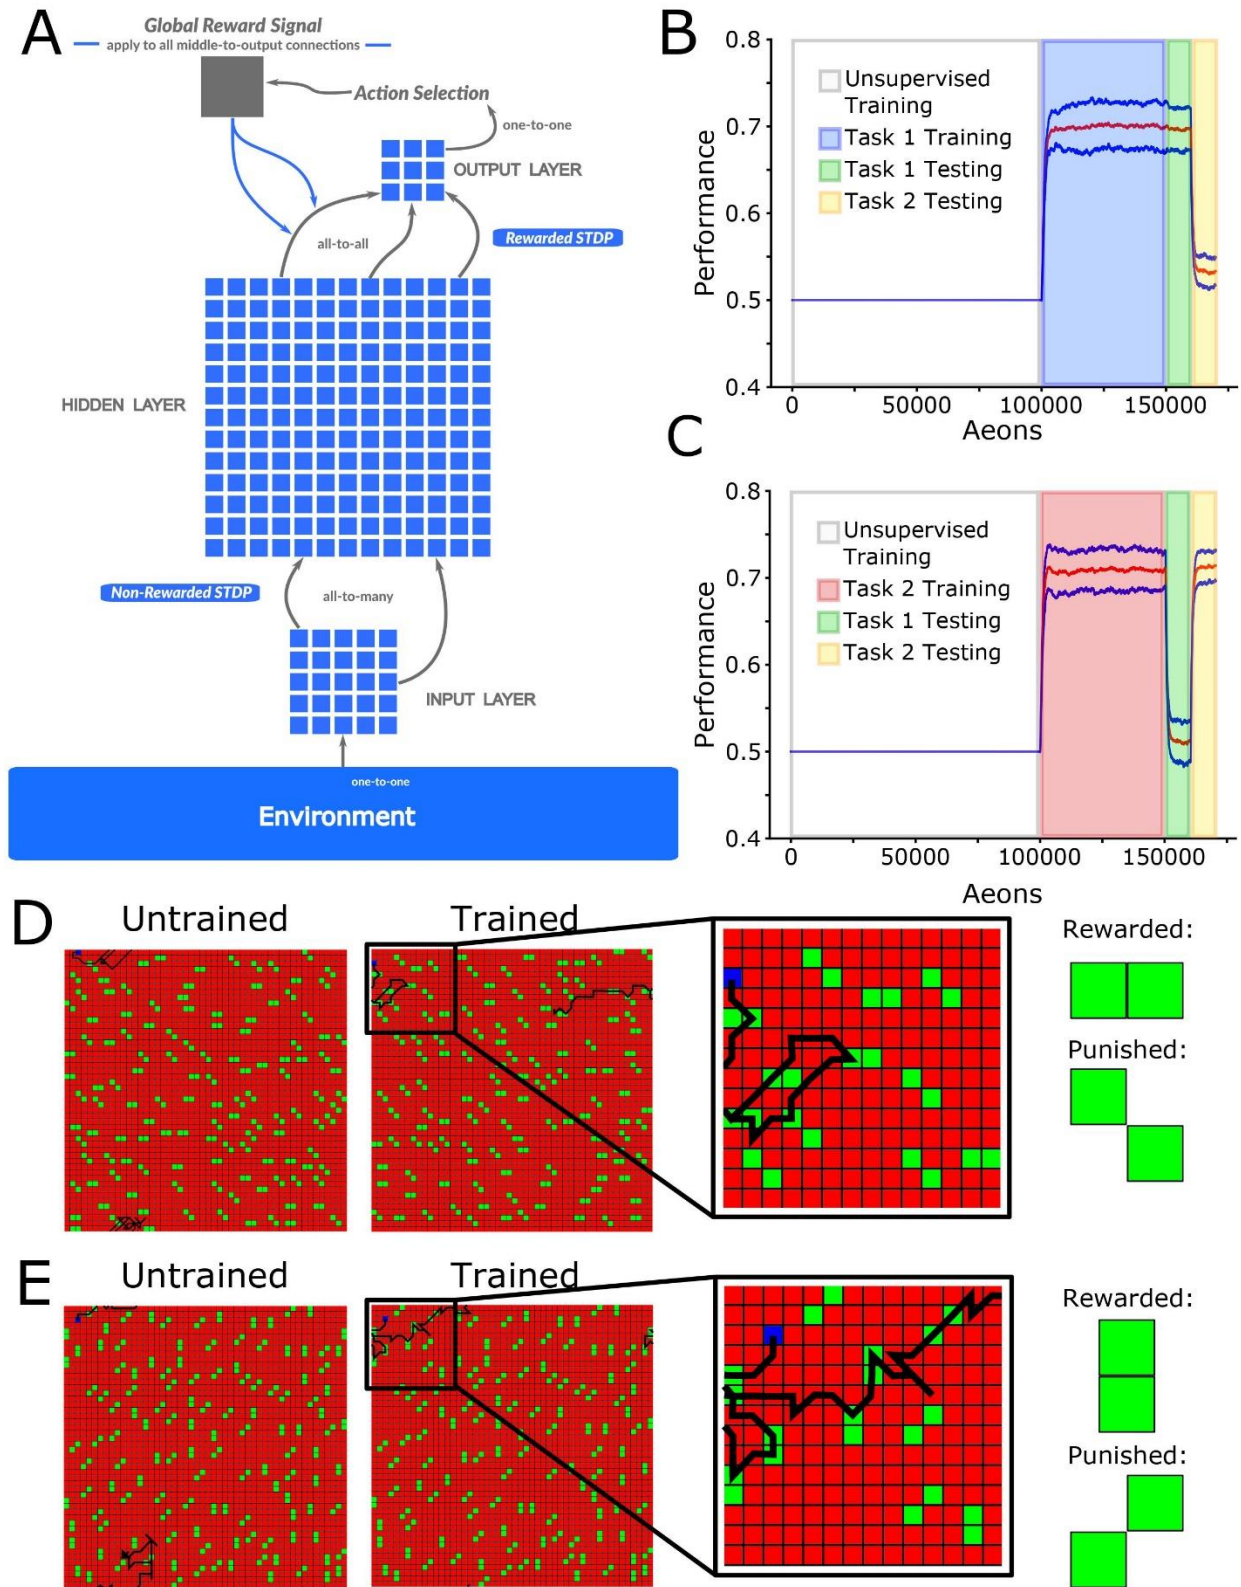 A
Global Reward Signal
apply to all middle-to-output connections
Action Selection
one-to-one
OUTPUT LAYER
all-to-all
Rewarded STDP
HIDDEN LAYER
Non-Rewarded STDP
all-to-many
INPUT LAYER
one-to-one
Environment
B
0.8
0.7
0.6
0.5
0.4
Performance
Unsupervised
Training
Task 1 Training
Task 1 Testing
Task 2 Testing
0 50000 100000 150000
Aeons
C
0.8
0.7
0.6
0.5
0.4
Performance
Unsupervised
Training
Task 2 Training
Task 1 Testing
Task 2 Testing
0 50000 100000 150000
Aeons
D
Untrained
Trained
Rewarded:
Punished:
E
Untrained
Trained
Rewarded:
Punished: